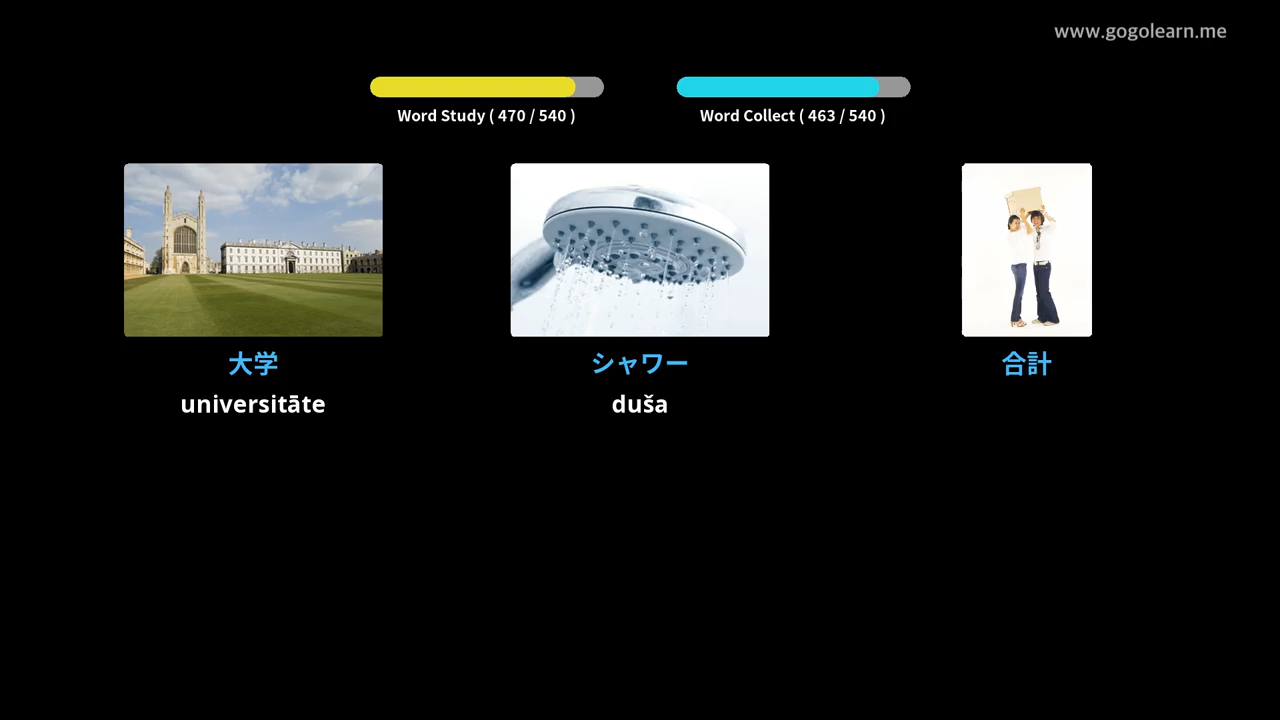 www.gogolearn.me
Word Study ( 470 / 540 )
Word Collect ( 463 / 540 )
大学
シャワー
合計
universitāte
duša